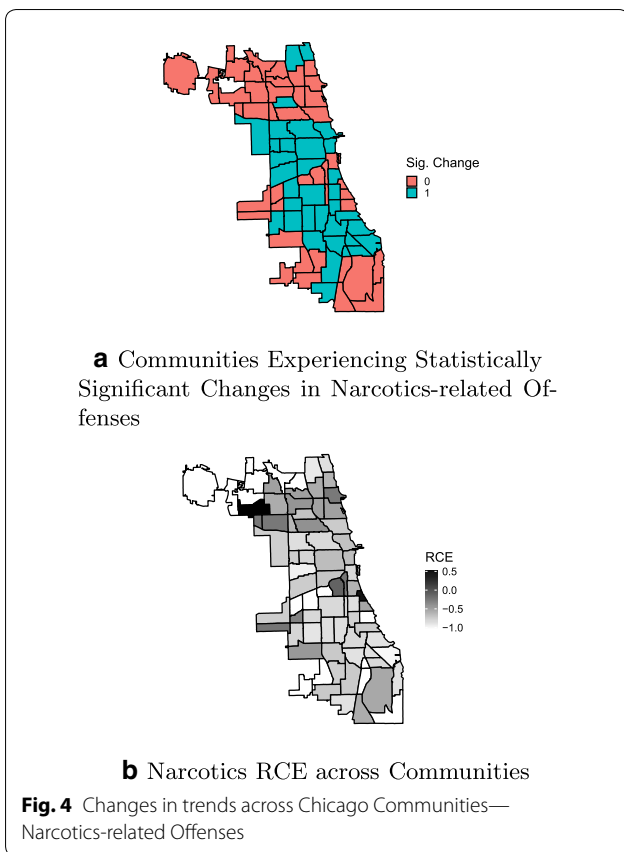 Sig. Change
0
1
a Communities Experiencing Statistically
Significant Changes in Narcotics-related Of-
fenses
RCE
0.5
0.0
−0.5
−1.0
b Narcotics RCE across Communities
Fig. 4 Changes in trends across Chicago Communities—
Narcotics-related Offenses